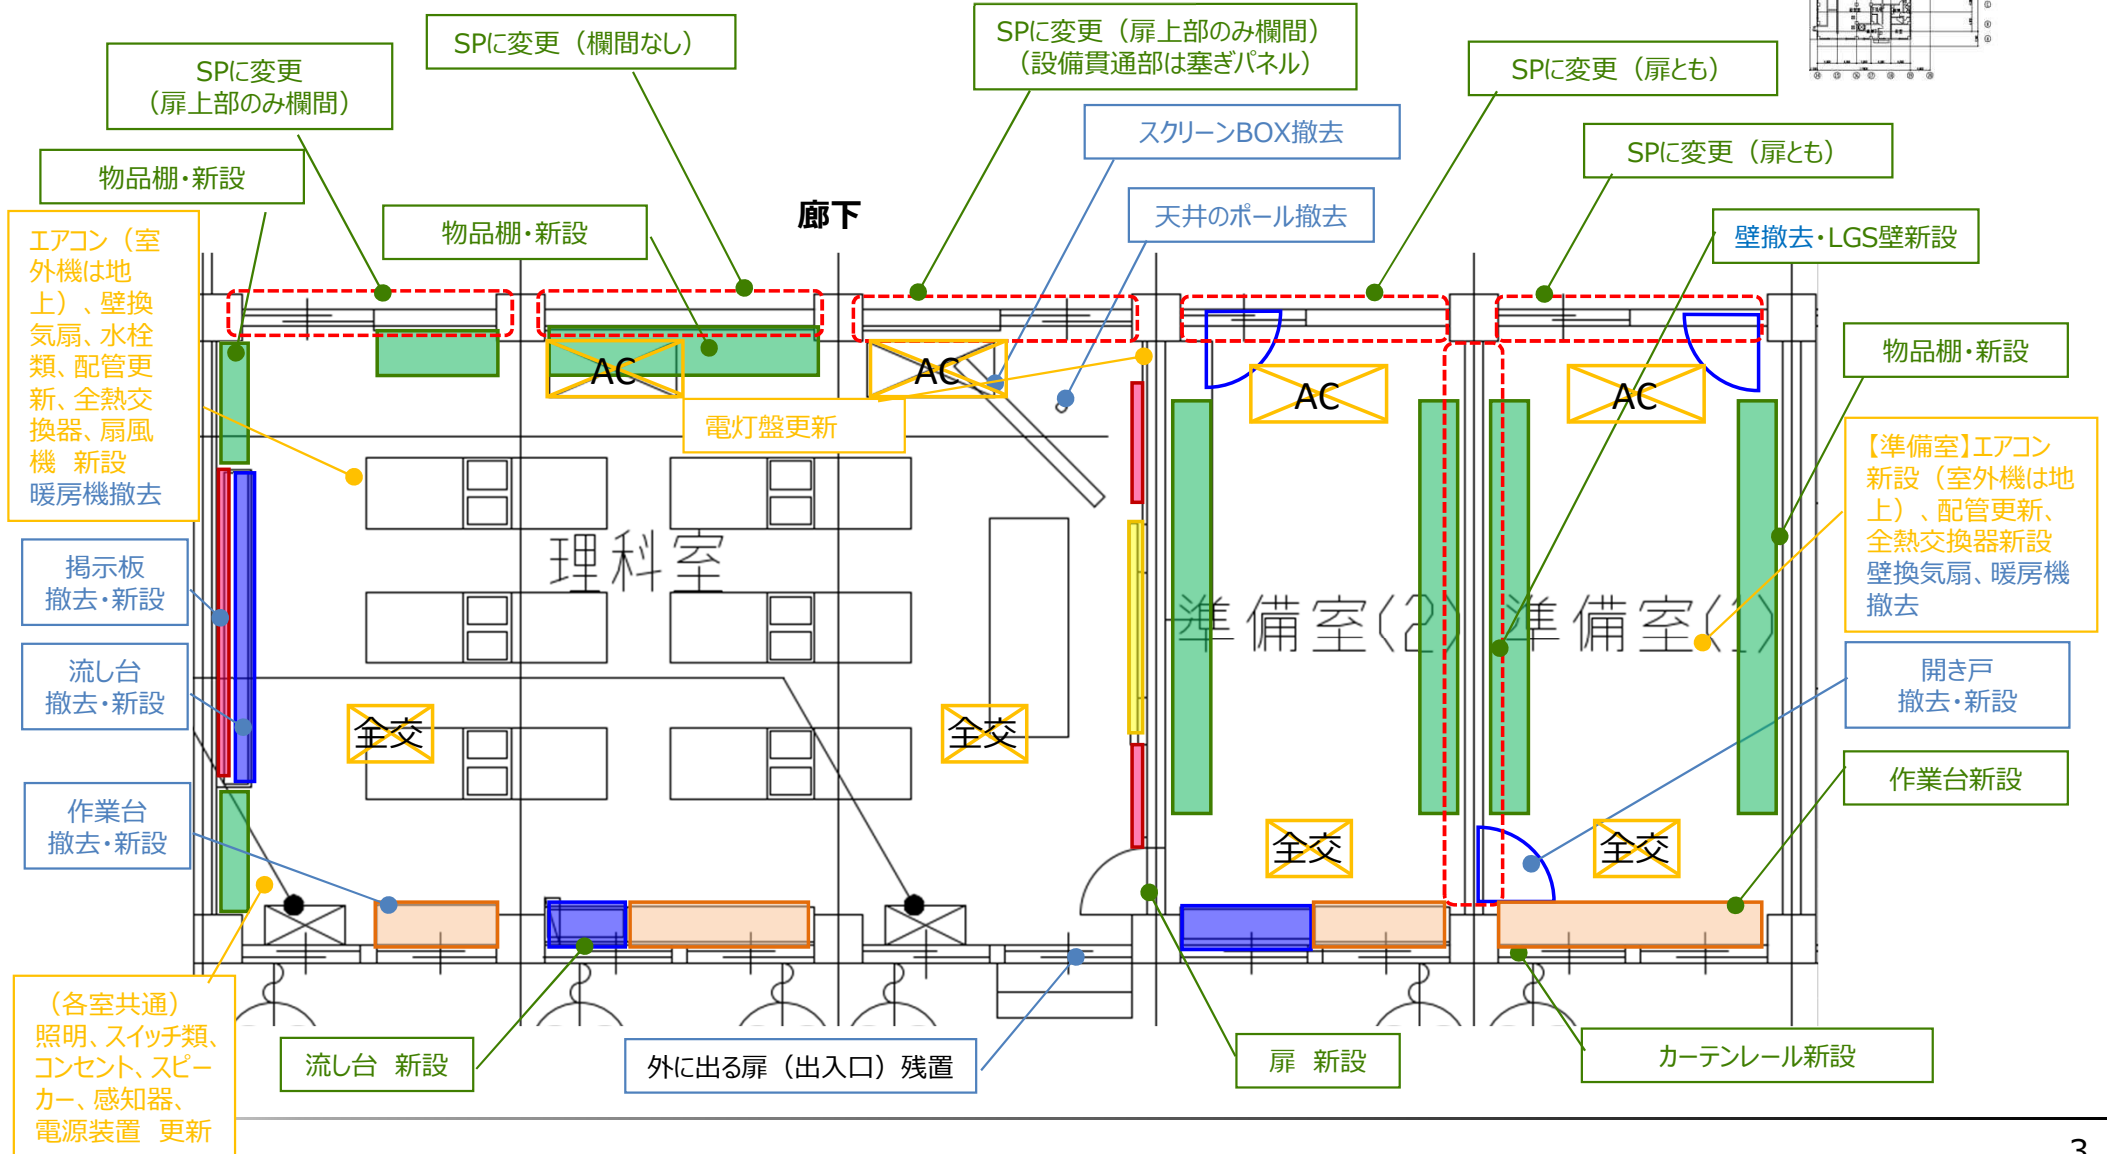 SPに変更（欄間なし）
SPに変更（扉上部のみ欄間）
（設備貫通部は塞ぎパネル）
SPに変更（扉とも）
SPに変更
（扉上部のみ欄間）
スクリーンBOX撤去
SPに変更（扉とも）
物品棚・新設
物品棚・新設
廊下
天井のポール撤去
壁撤去・LGS壁新設
エアコン（室
外機は地
上）、壁換
気扇、水栓
類、配管更
新、全熱交
換器、扇風
機　新設
暖房機撤去
物品棚・新設
AC
AC
AC
AC
電灯盤更新
【準備室】エアコン
新設（室外機は地
上）、配管更新、
全熱交換器新設
壁換気扇、暖房機
撤去
掲示板
撤去・新設
理科室
準備室(2)
準備室(1)
流し台
撤去・新設
開き戸
撤去・新設
全交
全交
全交
全交
作業台
撤去・新設
作業台新設
（各室共通）
照明、スイッチ類、
コンセント、スピー
カー、感知器、
電源装置　更新
流し台　新設
外に出る扉（出入口）残置
扉　新設
カーテンレール新設
3